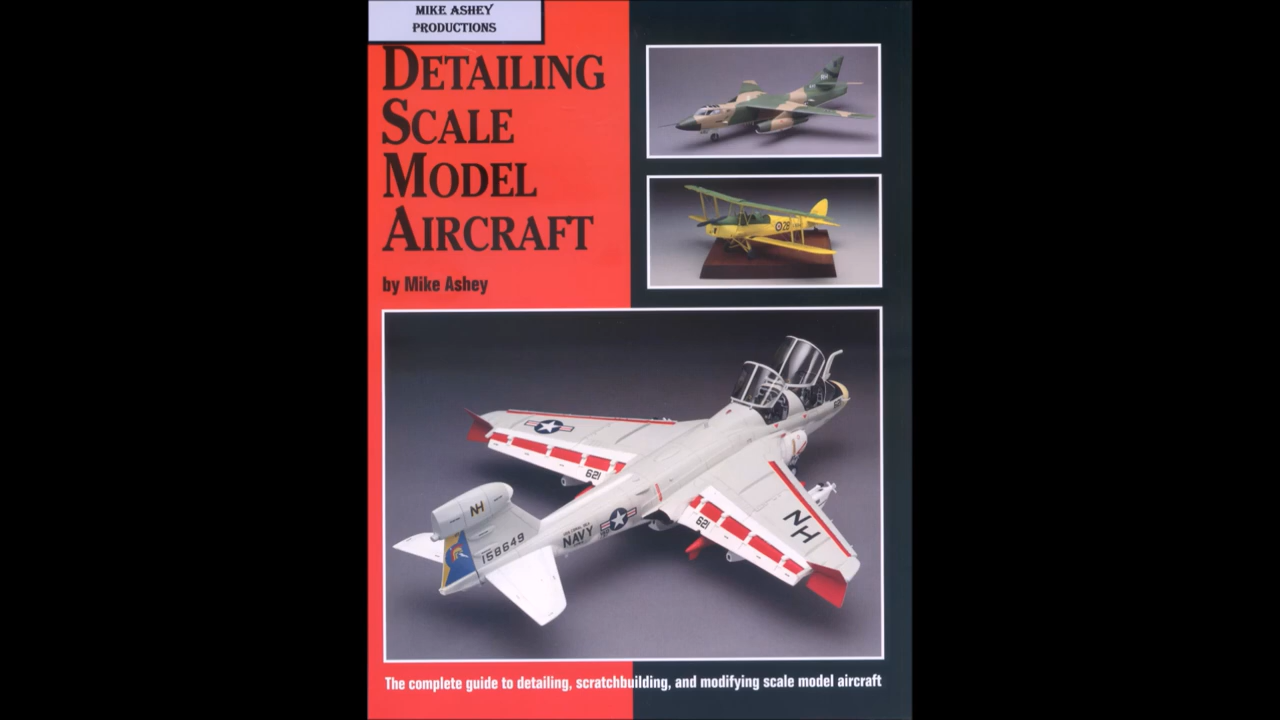 MIKE ASHEY
PRODUCTIONS
DETAILING
SCALE
MODEL
AIRCRAFT
by Mike Ashey
NH
158649
NAVY
621
621
NH
The complete guide to detailing, scratchbuilding, and modifying scale model aircraft